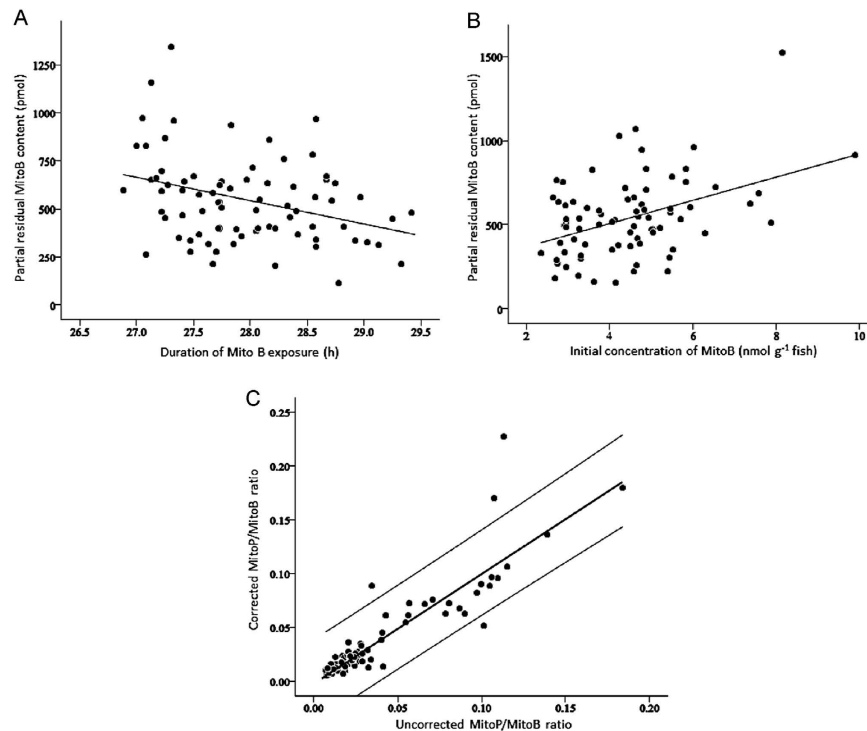 A
Partial residual MitoB content (pmol)
1250
1000
750
500
250
0
26.5 27.0 27.5 28.0 28.5 29.0 29.5
Duration of Mito B exposure (h)
B
Partial residual MitoB content (pmol)
1500
1000
500
0
2 4 6 8 10
Initial concentration of MitoB (nmol g⁻¹ fish)
C
Corrected MitoP/MitoB ratio
0.25
0.20
0.15
0.10
0.05
0.00
0.00 0.05 0.10 0.15 0.20
Uncorrected MitoP/MitoB ratio